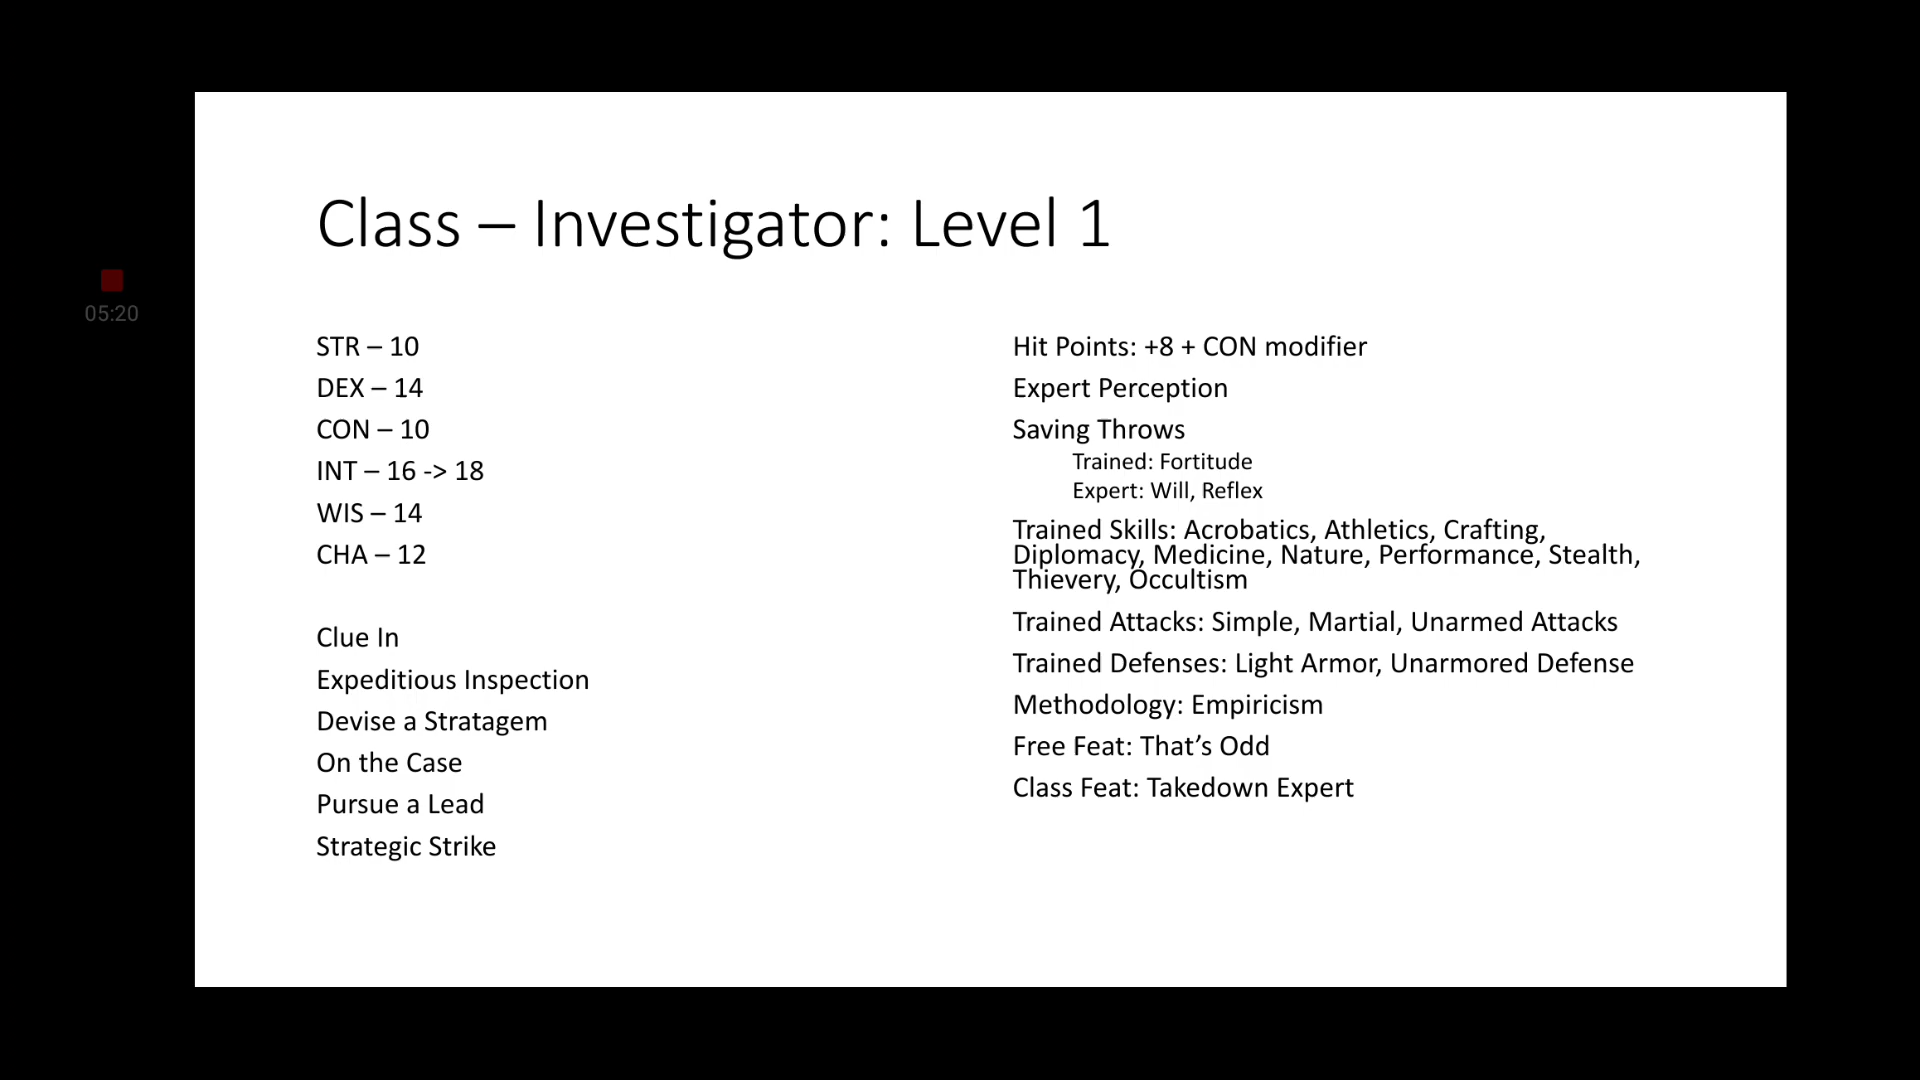 Class – Investigator: Level 1
05:20
STR – 10
DEX – 14
CON – 10
INT – 16 -> 18
WIS – 14
CHA – 12
Clue In
Expeditious Inspection
Devise a Stratagem
On the Case
Pursue a Lead
Strategic Strike
Hit Points: +8 + CON modifier
Expert Perception
Saving Throws
Trained: Fortitude
Expert: Will, Reflex
Trained Skills: Acrobatics, Athletics, Crafting,
Diplomacy, Medicine, Nature, Performance, Stealth,
Thievery, Occultism
Trained Attacks: Simple, Martial, Unarmed Attacks
Trained Defenses: Light Armor, Unarmored Defense
Methodology: Empiricism
Free Feat: That’s Odd
Class Feat: Takedown Expert